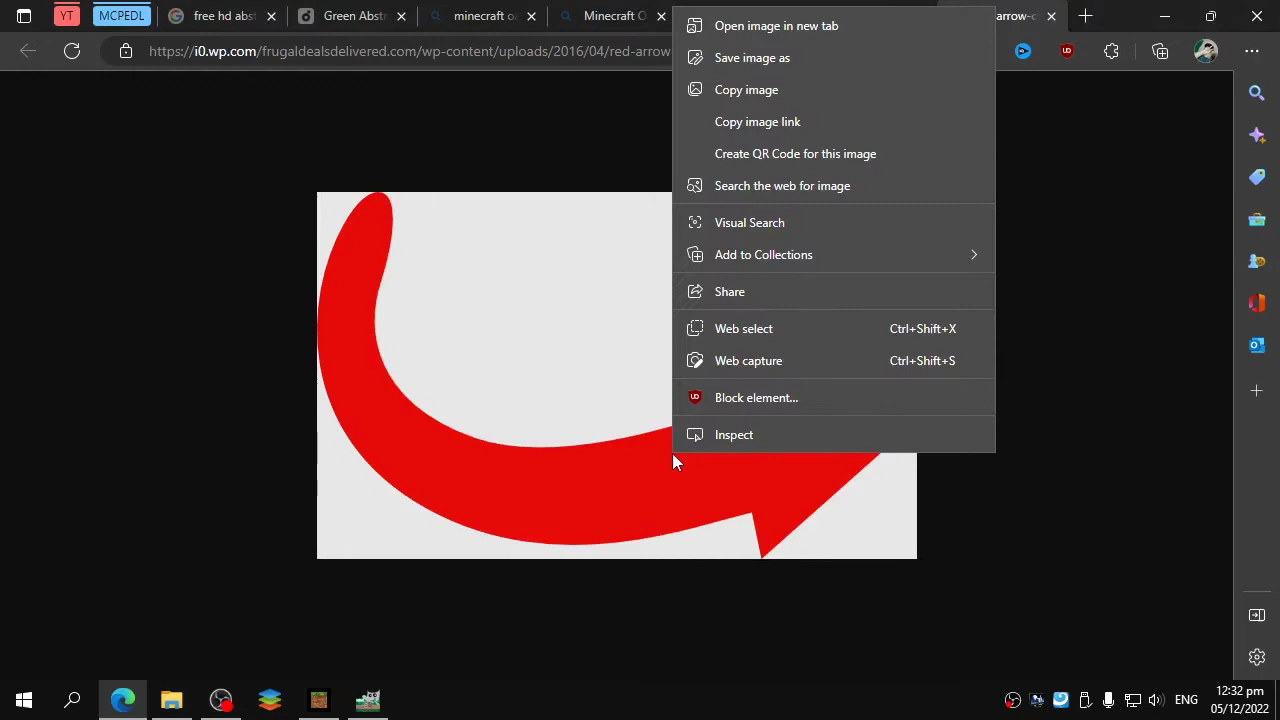 YT
MCPEDL
free hd abst
Green Abstr
minecraft o
Minecraft O
arrow-c
https://i0.wp.com/frugaldealsdelivered.com/wp-content/uploads/2016/04/red-arrow
Open image in new tab
Save image as
Copy image
Copy image link
Create QR Code for this image
Search the web for image
Visual Search
Add to Collections
Share
Web select Ctrl+Shift+X
Web capture Ctrl+Shift+S
Block element...
Inspect
ENG
12:32 pm
05/12/2022